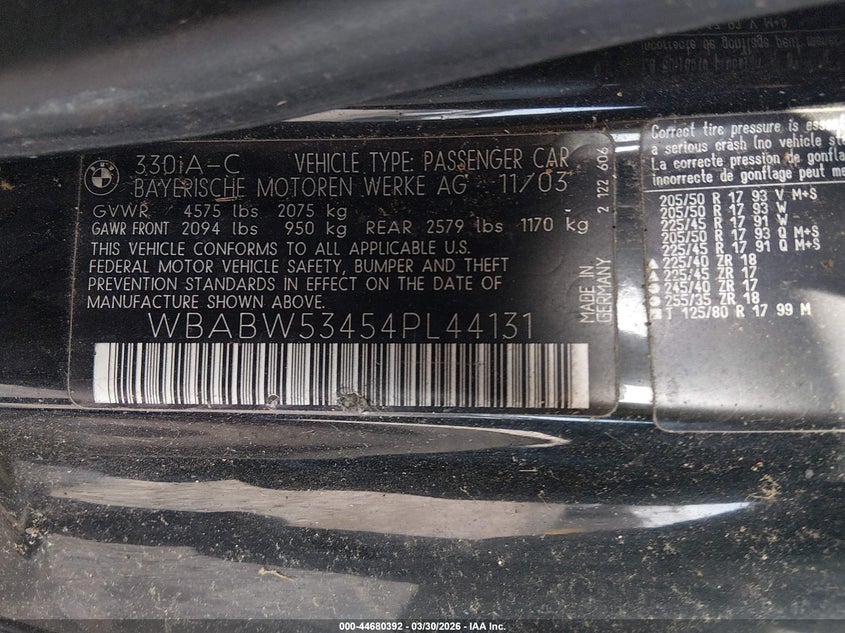 BMW
330iA-C VEHICLE TYPE: PASSENGER CAR
BAYERISCHE MOTOREN WERKE AG 11/03
GVWR 4575 lbs 2075 kg -
GAWR FRONT 2094 lbs 950 kg REAR 2579 lbs 1170 kg
THIS VEHICLE CONFORMS TO ALL APPLICABLE U.S.
FEDERAL MOTOR VEHICLE SAFETY, BUMPER AND THEFT
PREVENTION STANDARDS IN EFFECT ON THE DATE OF
MANUFACTURE SHOWN ABOVE.
WBABW53454PL44131
2 122 606
MADE IN
GERMANY
Correct tire pressure is
a serious crash (no vehicle
La correcte pression de
incorrecte de gonflage peut
205/50 R 17 93 V M+S
205/50 R 17 93 W
225/45 R 17 91 W
205/50 R 17 93 Q M+S
225/45 R 17 91 Q M+S
225/40 ZR 18
▲ 225/45 ZR 17
▲ 245/40 ZR 17
255/35 ZR 18
T 125/80 R 17 99 M
000-44680392 - 03/30/2026 - IAA Inc.